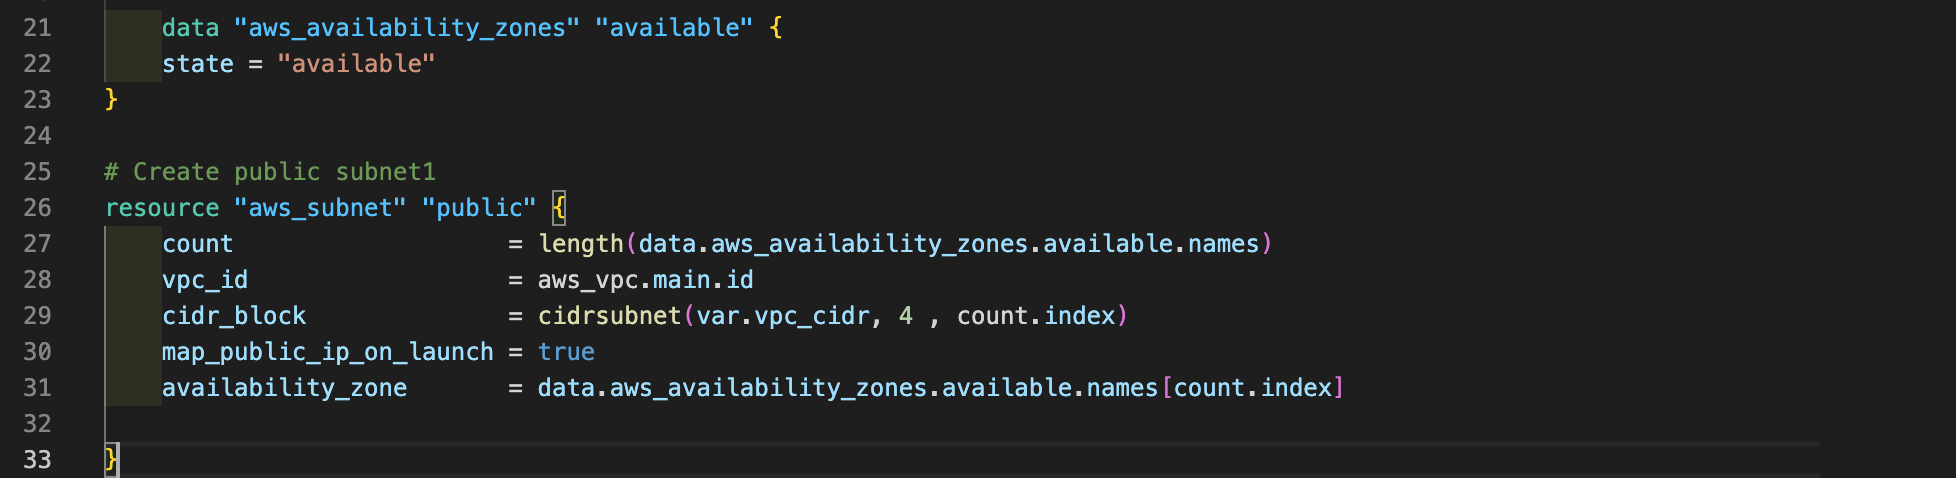 21 data "aws_availability_zones" "available" {
22 state = "available"
23 }
24
25 # Create public subnet1
26 resource "aws_subnet" "public" {
27 count = length(data.aws_availability_zones.available.names)
28 vpc_id = aws_vpc.main.id
29 cidr_block = cidrsubnet(var.vpc_cidr, 4 , count.index)
30 map_public_ip_on_launch = true
31 availability_zone = data.aws_availability_zones.available.names[count.index]
32
33 }